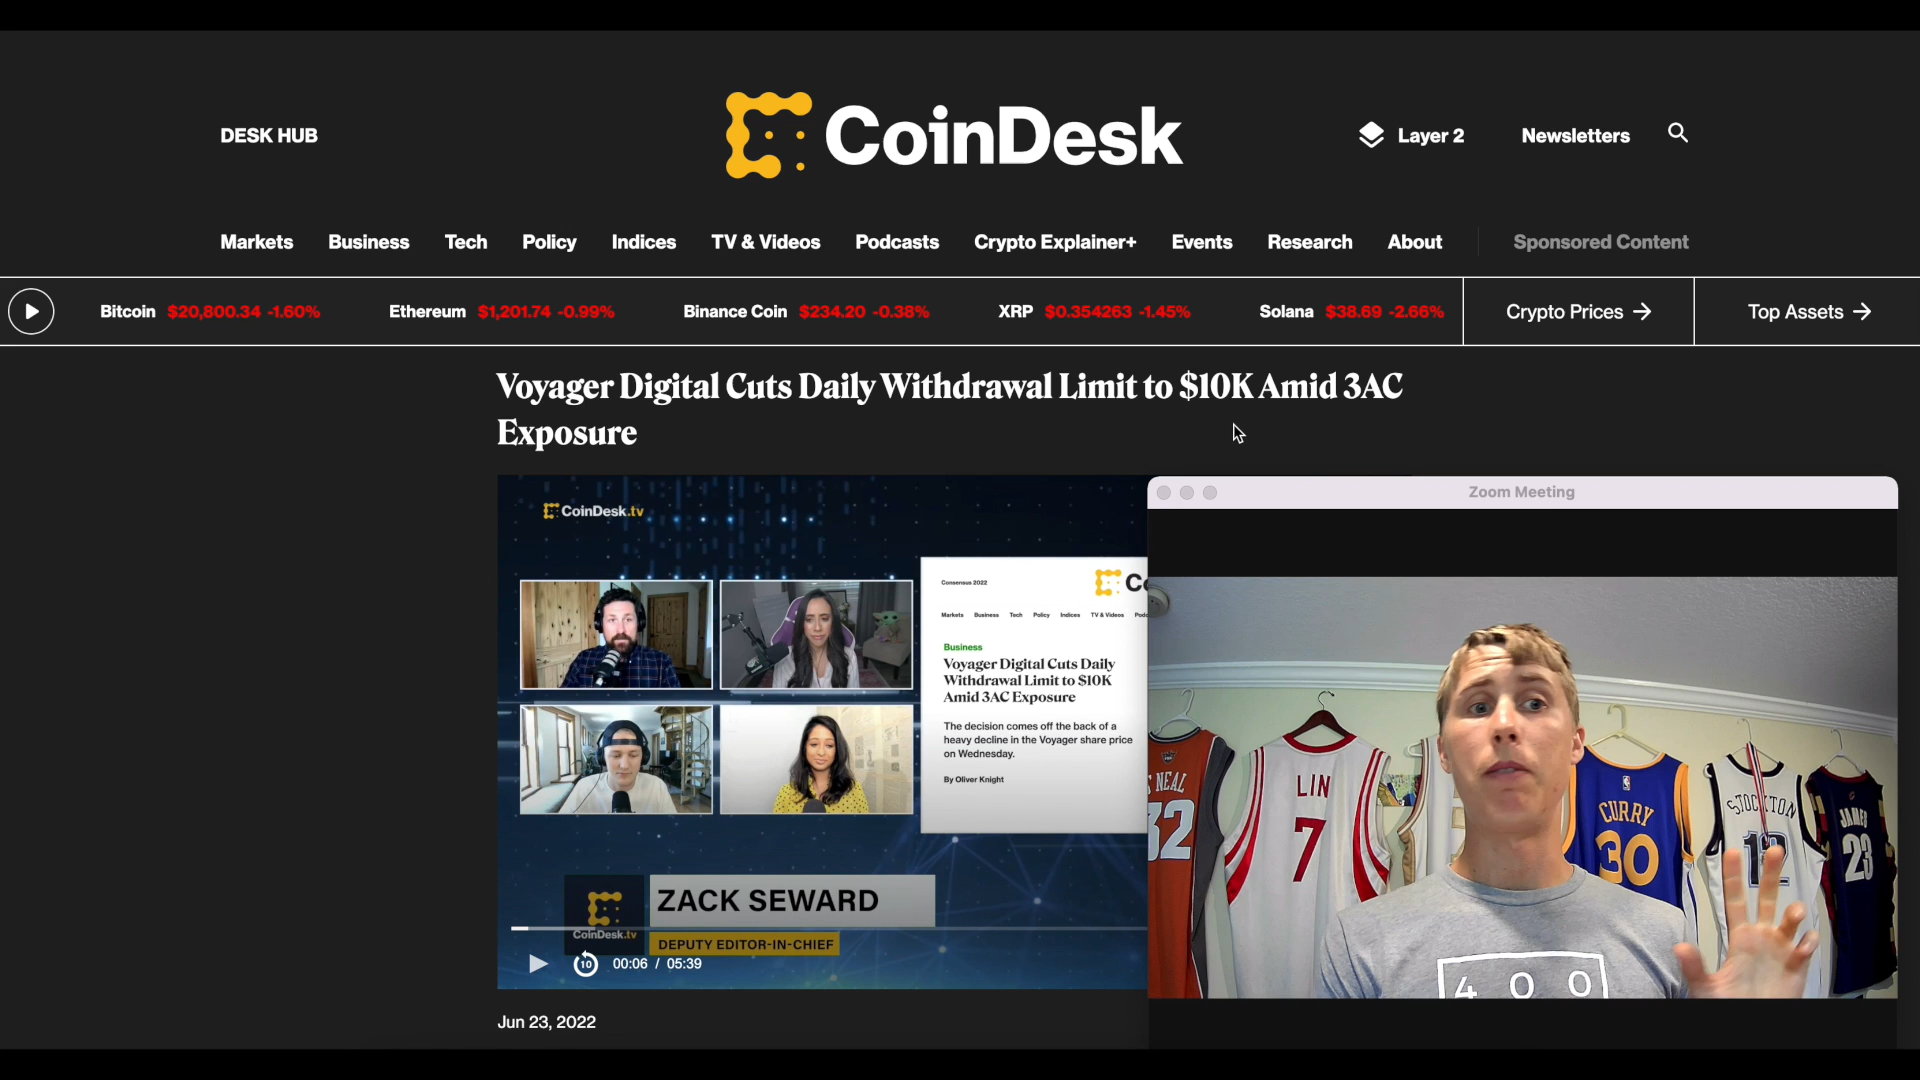 DESK HUB
CoinDesk
Layer 2
Newsletters
Markets Business Tech Policy Indices TV & Videos Podcasts Crypto Explainer+ Events Research About Sponsored Content
Bitcoin $20,800.34 -1.60% Ethereum $1,201.74 -0.99% Binance Coin $234.20 -0.38% XRP $0.354263 -1.45% Solana $38.69 -2.66% Crypto Prices → Top Assets →
Voyager Digital Cuts Daily Withdrawal Limit to $10K Amid 3AC
Exposure
CoinDesk.tv
Consensus 2022
Markets Business Tech Policy Indices TV & Videos
Business
Voyager Digital Cuts Daily
Withdrawal Limit to $10K
Amid 3AC Exposure
The decision comes off the back of a
heavy decline in the Voyager share price
on Wednesday.
By Oliver Knight
CoinDesk.tv
ZACK SEWARD
DEPUTY EDITOR-IN-CHIEF
10
00:06 / 05:39
Jun 23, 2022
Zoom Meeting
NEAL
32
LIN
7
CURRY
30
STOCKTON
12
JAMES
23
400